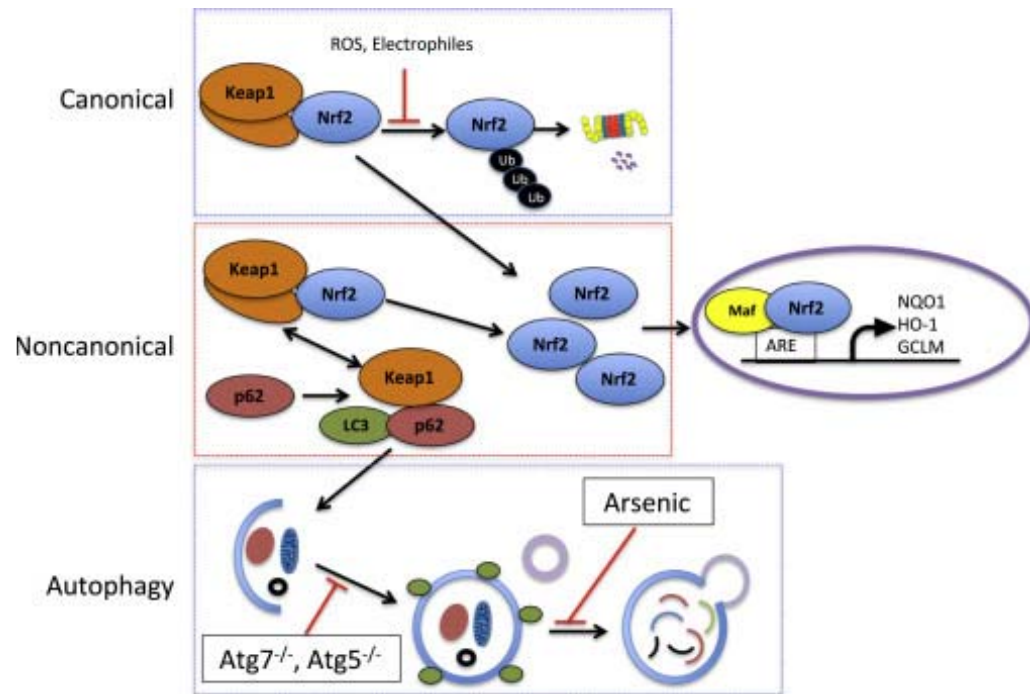 ROS, Electrophiles
Canonical
Keap1
Nrf2
Nrf2
Ub
Ub
Ub
Noncanonical
Keap1
Nrf2
Nrf2
Nrf2
Nrf2
Keap1
p62
LC3
p62
Maf
Nrf2
ARE
NQO1
HO-1
GCLM
Autophagy
Arsenic
Atg7-/-, Atg5-/-